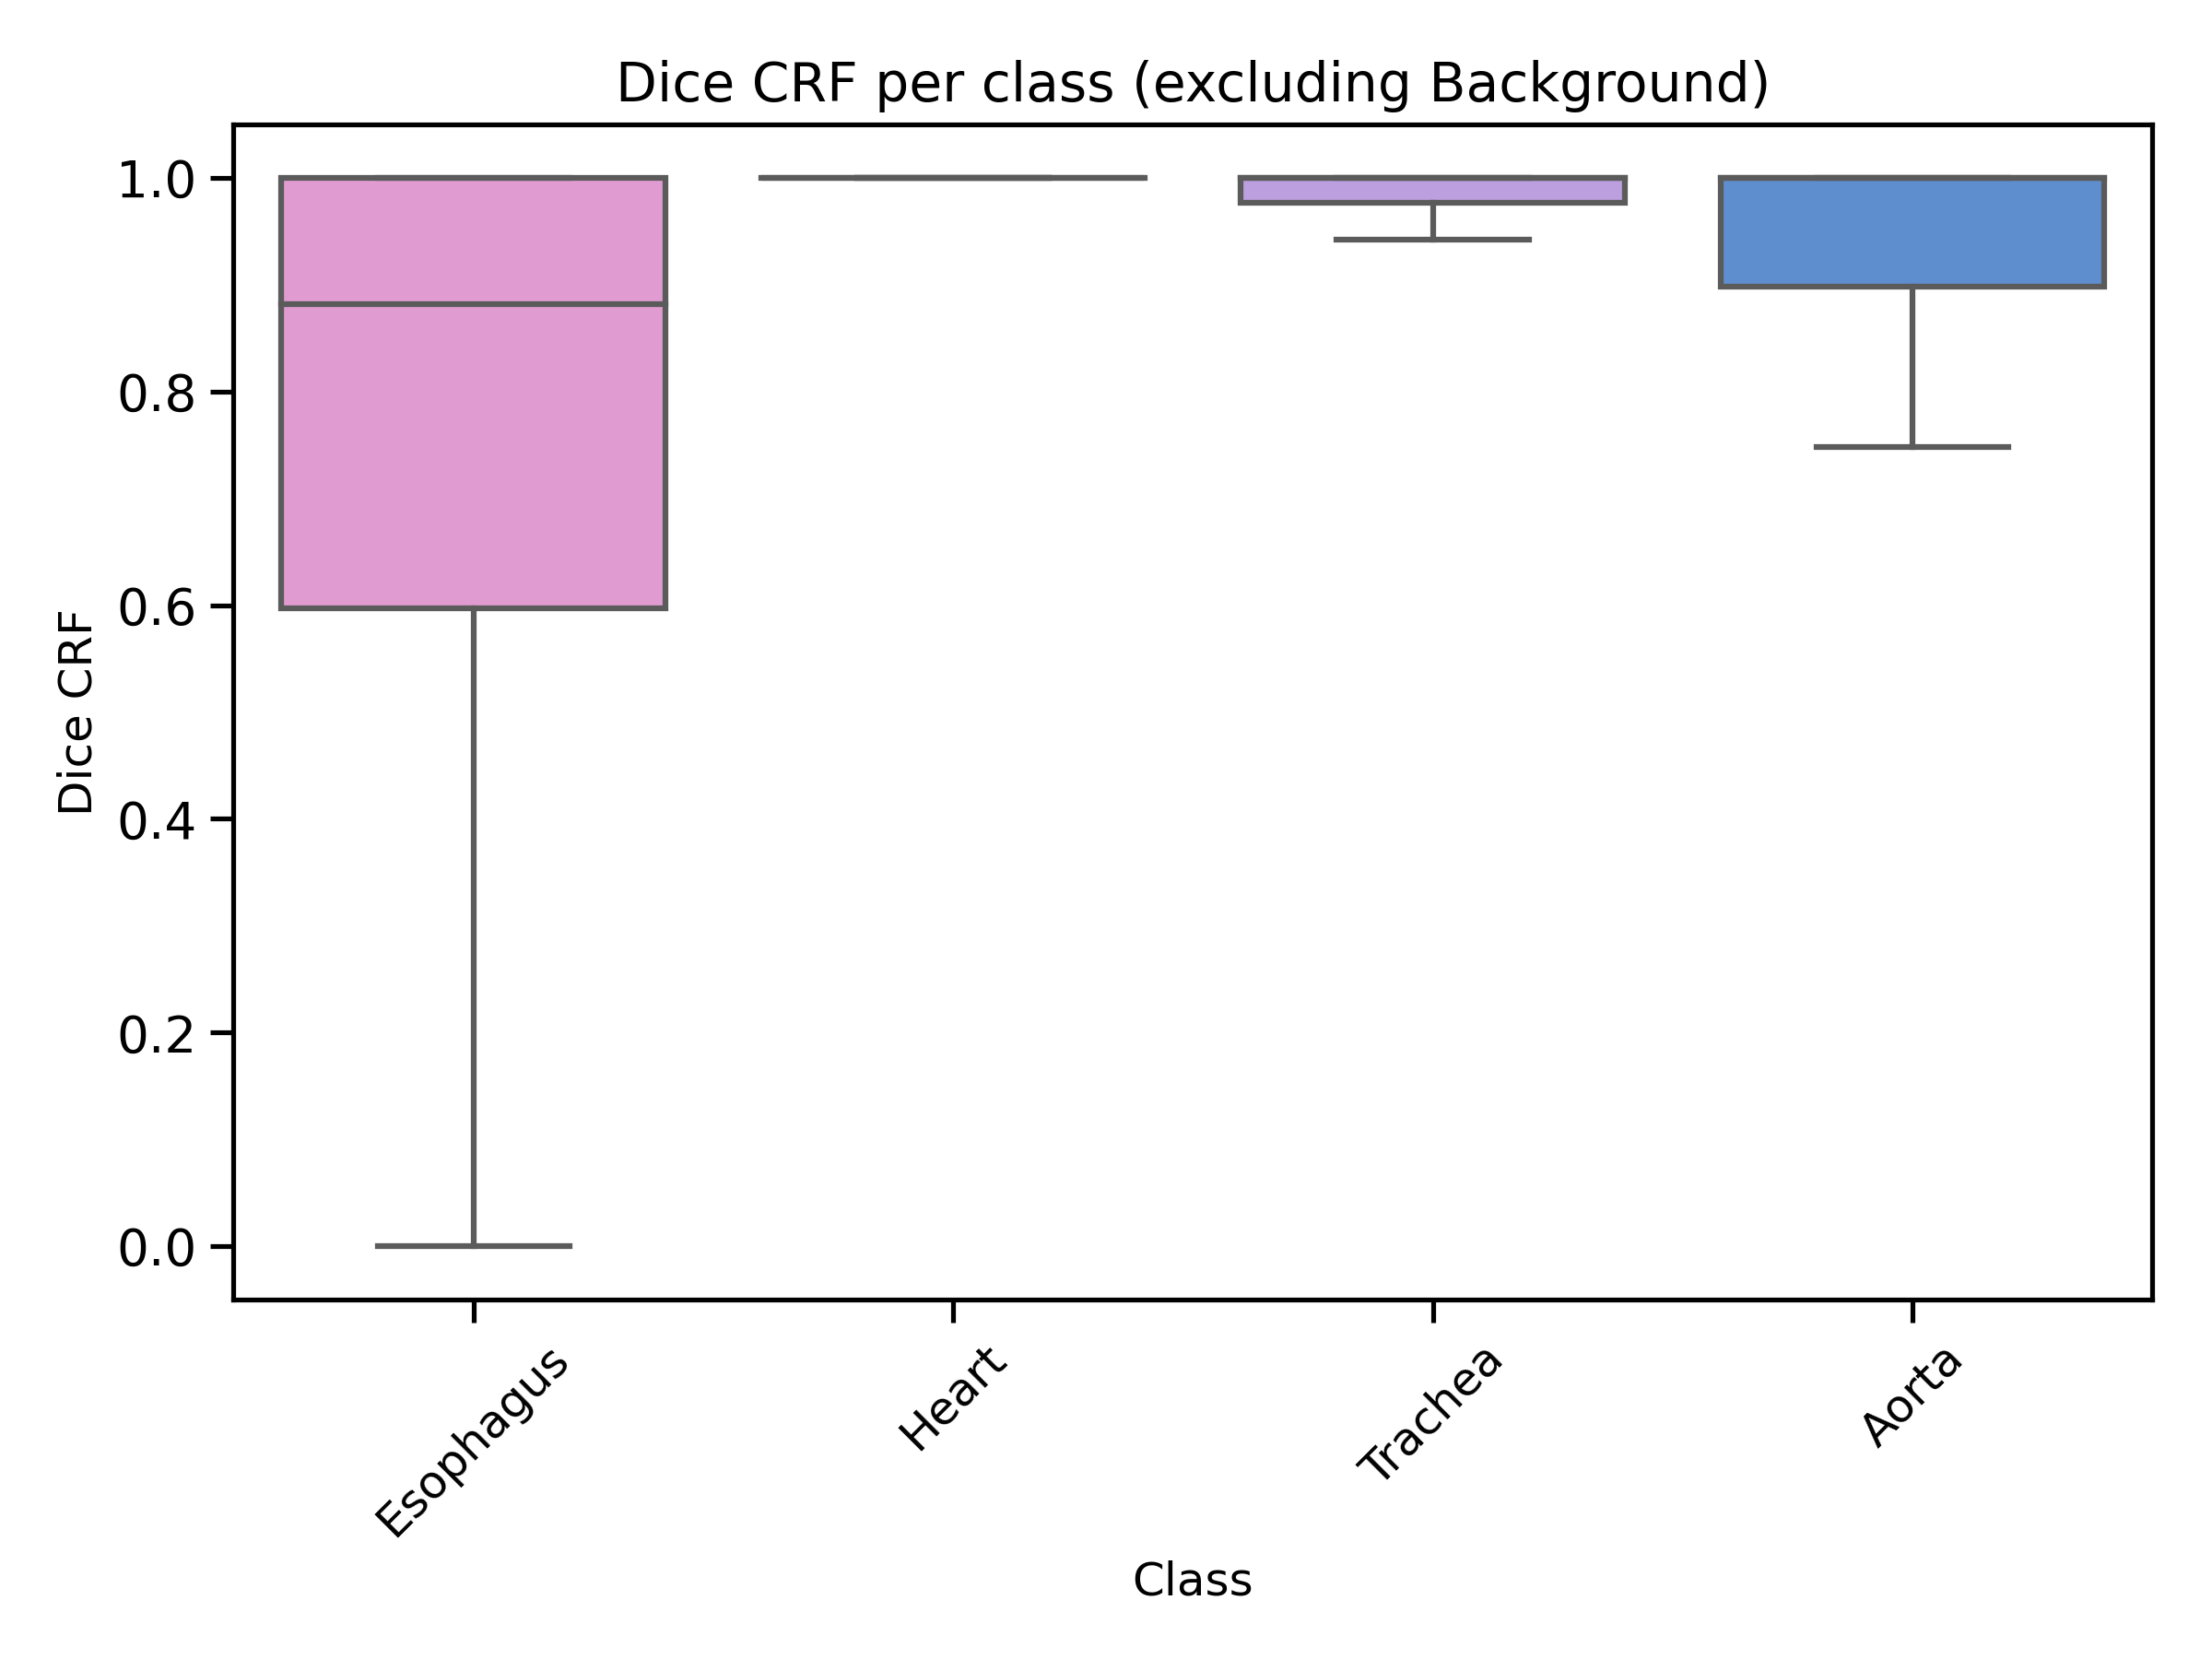 Dice CRF per class (excluding Background)
1.0
0.8
0.6
0.4
0.2
0.0
Dice CRF
Esophagus
Heart
Trachea
Aorta
Class